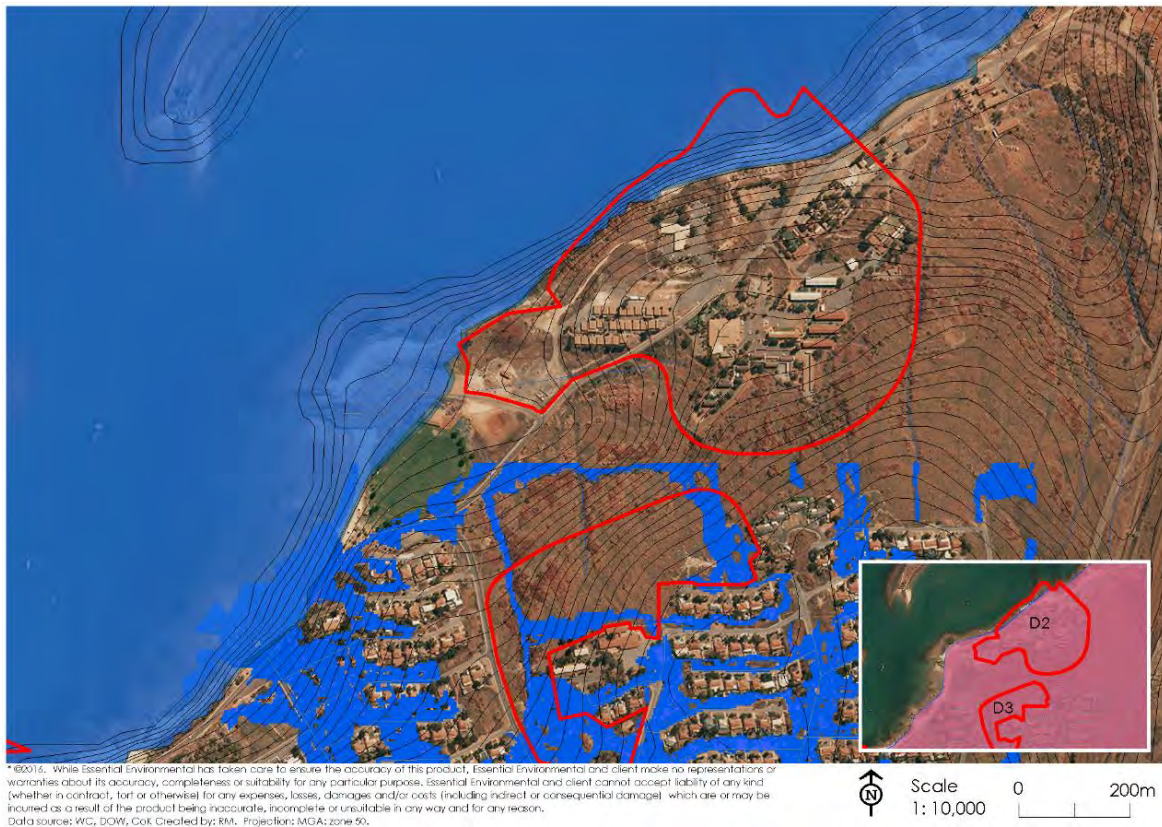 D2
D3
* ©2016. While Essential Environmental has taken care to ensure the accuracy of this product, Essential Environmental and client make no representations or
warranties about its accuracy, completeness or suitability for any particular purpose. Essential Environmental and client cannot accept liability of any kind
(whether in contract, tort or otherwise) for any expenses, losses, damages and/or costs (including indirect or consequential damage) which are or may be
incurred as a result of the product being inaccurate, incomplete or unsuitable in any way and for any reason.
Data source: WC, DOW, CoK Created by: RM. Projection: MGA: zone 50.
N
Scale
1: 10,000
0 200m